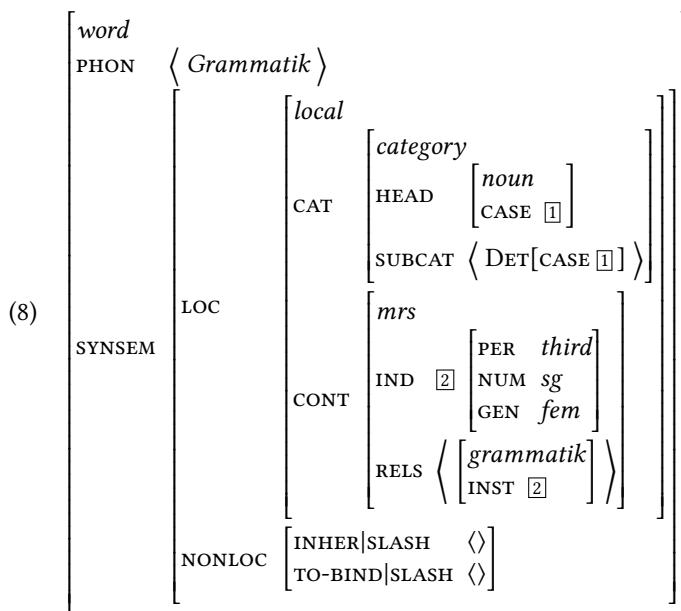 word
PHON ⟨ Grammatik ⟩
local
category
HEAD noun
CASE 1
CAT
SUBCAT ⟨ DET[CASE 1] ⟩
LOC
(8)
mrs
SYNSEM
PER third
IND 2 NUM sg
GEN fem
CONT
grammatik
RELS ⟨ INST 2 ⟩
INHER|SLASH ⟨⟩
NONLOC
TO-BIND|SLASH ⟨⟩